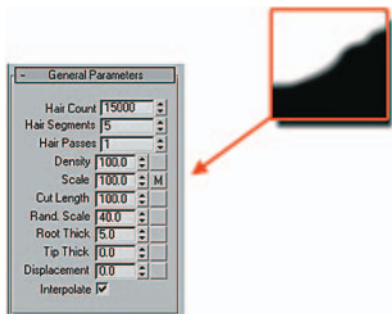 - General Parameters
Hair Count 15000
Hair Segments 5
Hair Passes 1
Density 100.0
Scale 100.0 M
Cut Length 100.0
Rand. Scale 40.0
Root Thick 5.0
Tip Thick 0.0
Displacement 0.0
Interpolate